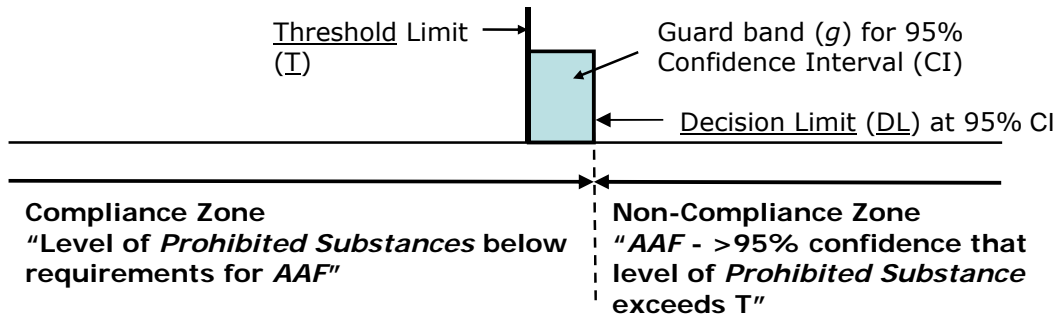 Threshold Limit
(T)
Guard band (g) for 95%
Confidence Interval (CI)
Decision Limit (DL) at 95% CI
Compliance Zone
“Level of Prohibited Substances below
requirements for AAF”
Non-Compliance Zone
“AAF - >95% confidence that
level of Prohibited Substance
exceeds T”